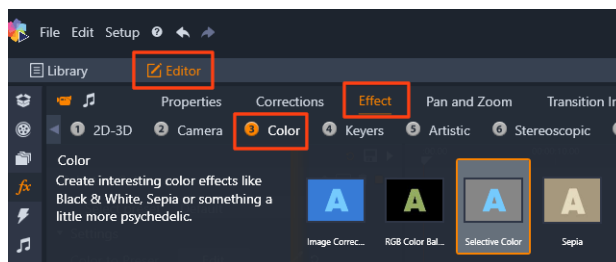 File Edit Setup
Library Editor
Properties Corrections Effect Pan and Zoom Transition In
1 2D-3D 2 Camera 3 Color 4 Keyers 5 Artistic 6 Stereoscopic
Color
Create interesting color effects like
Black & White, Sepia or something a
little more psychedelic.
fx
A A A A
Image Correc... RGB Color Bal... Selective Color Sepia